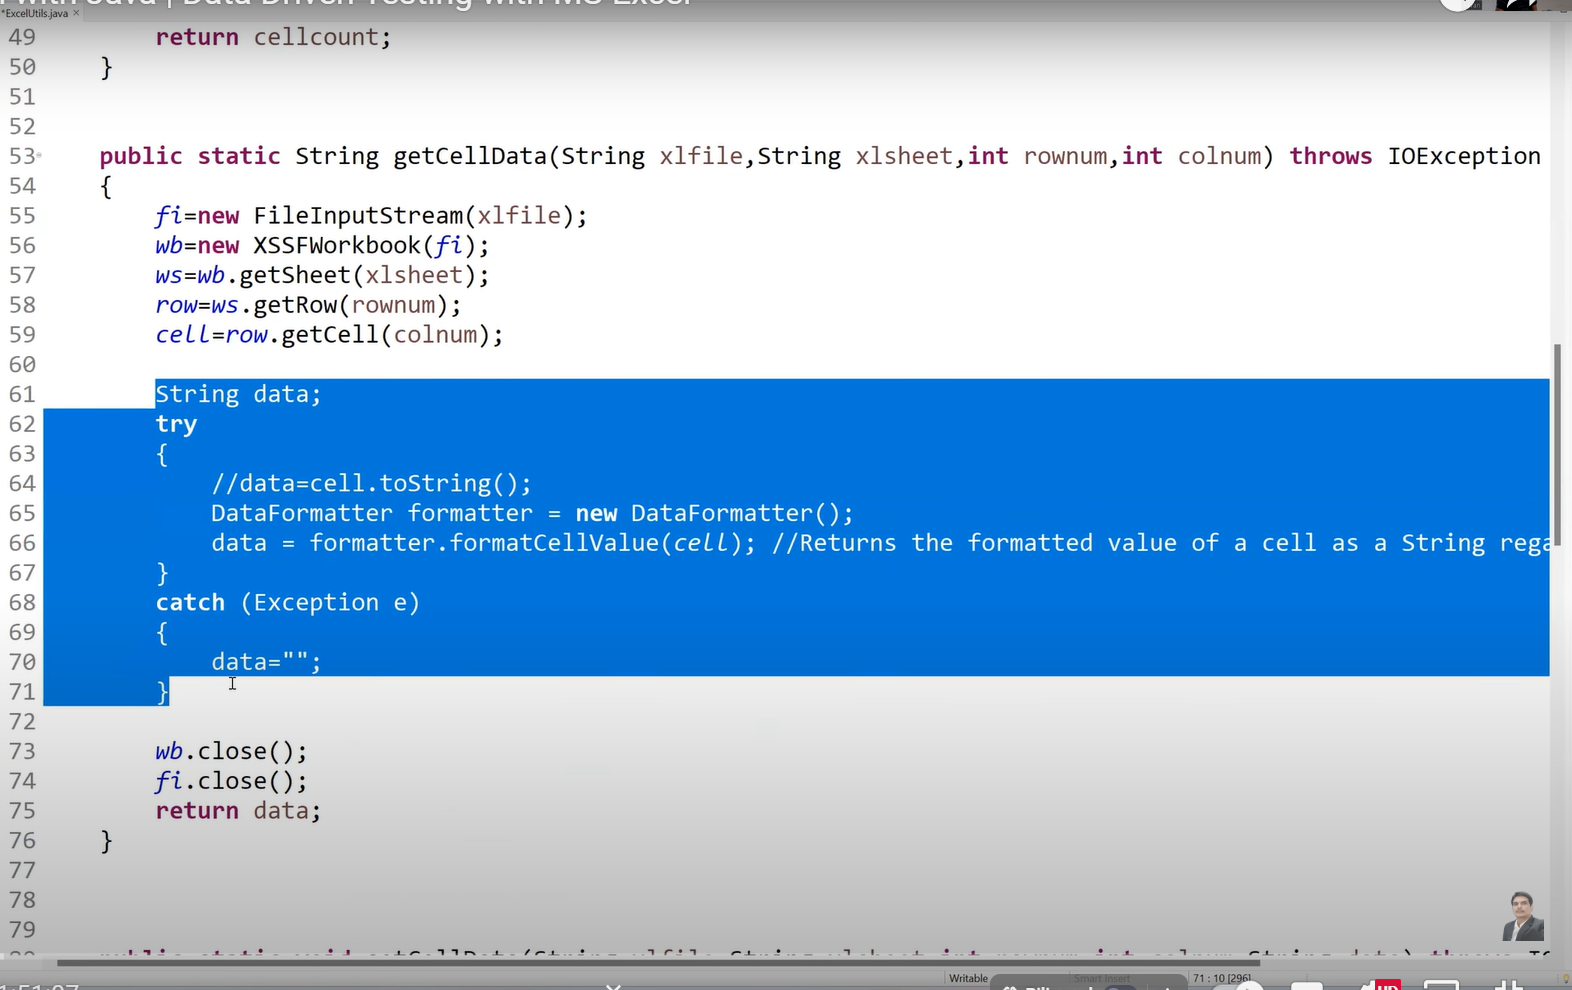 *ExcelUtils.java
49 return cellcount;
50 }
51
52
53 public static String getCellData(String xlfile,String xlsheet,int rownum,int colnum) throws IOException
54 {
55 fi=new FileInputStream(xlfile);
56 wb=new XSSFWorkbook(fi);
57 ws=wb.getSheet(xlsheet);
58 row=ws.getRow(rownum);
59 cell=row.getCell(colnum);
60
61 String data;
62 try
63 {
64 //data=cell.toString();
65 DataFormatter formatter = new DataFormatter();
66 data = formatter.formatCellValue(cell); //Returns the formatted value of a cell as a String rega
67 }
68 catch (Exception e)
69 {
70 data="";
71 }
72
73 wb.close();
74 fi.close();
75 return data;
76 }
77
78
79
Writable Smart Insert 71 : 10 [296]